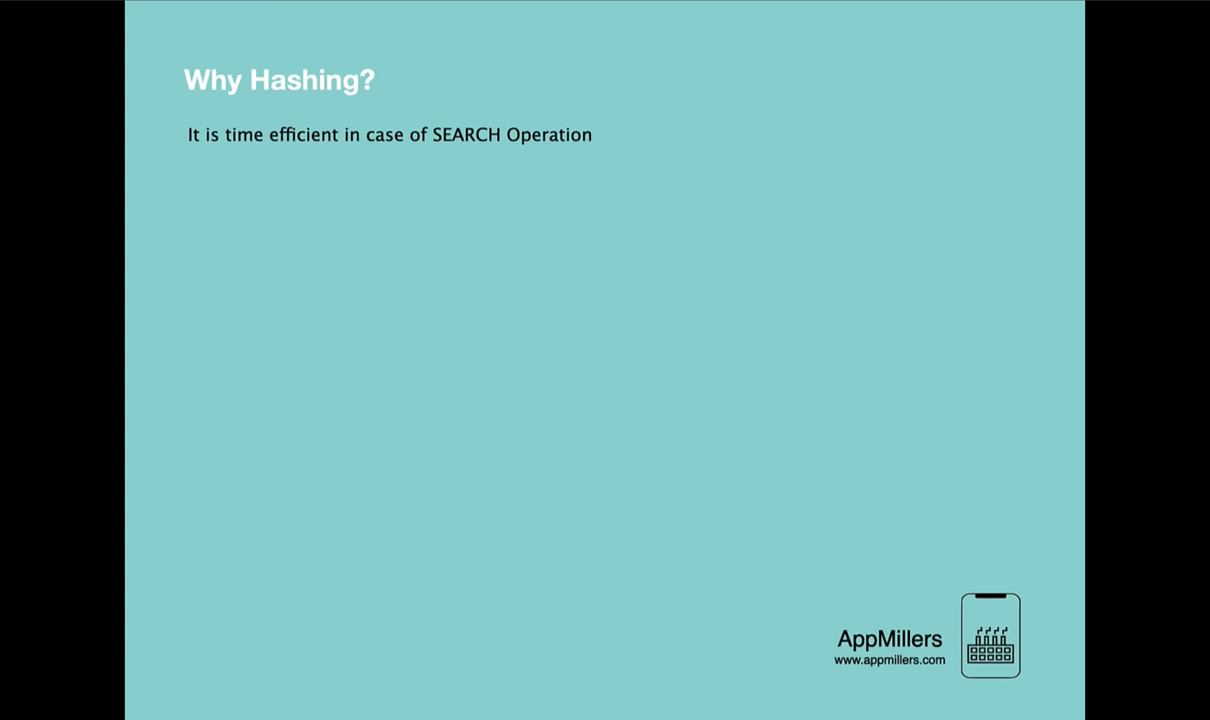 Why Hashing?
It is time efficient in case of SEARCH Operation
AppMillers
www.appmillers.com